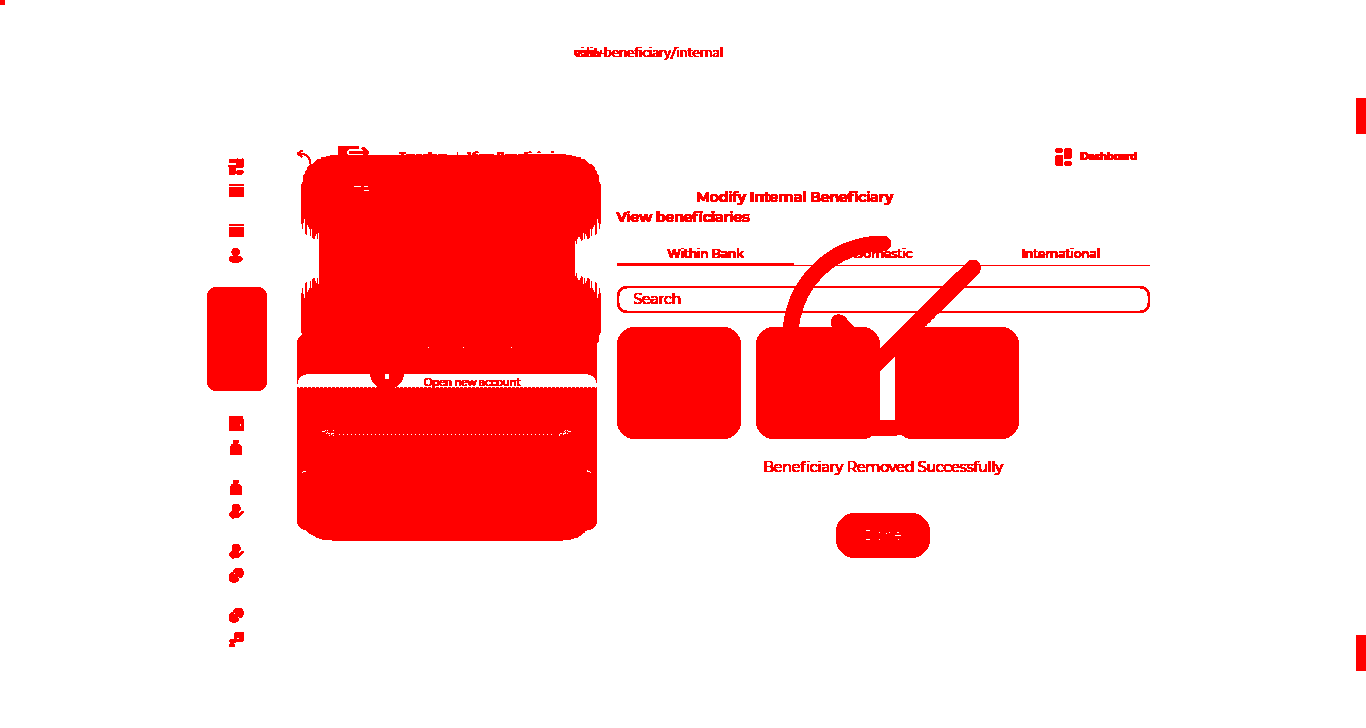 beneficiary/internal
Dashboard
Modify Internal Beneficiary
View beneficiaries
Within Bank
Domestic
International
Search
Open new account
Beneficiary Removed Successfully
Done